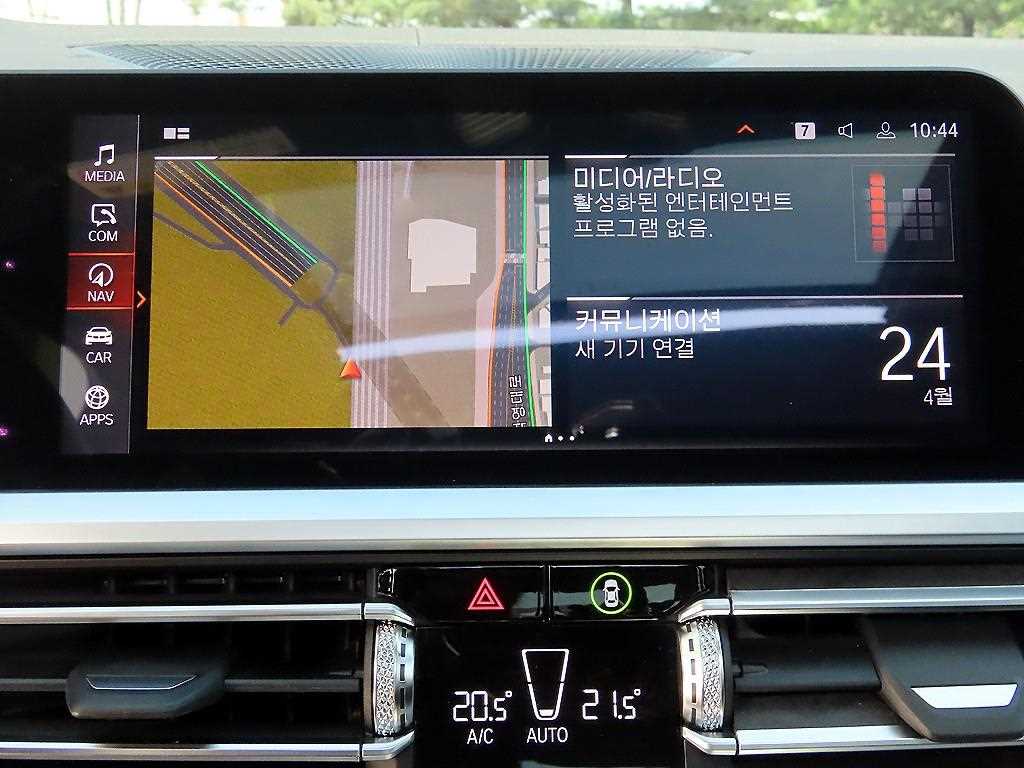 MEDIA
COM
NAV
CAR
APPS
7
10:44
미디어/라디오
활성화된 엔터테인먼트
프로그램 없음.
커뮤니케이션
새 기기 연결
24
4월
20.5°
21.5°
A/C
AUTO